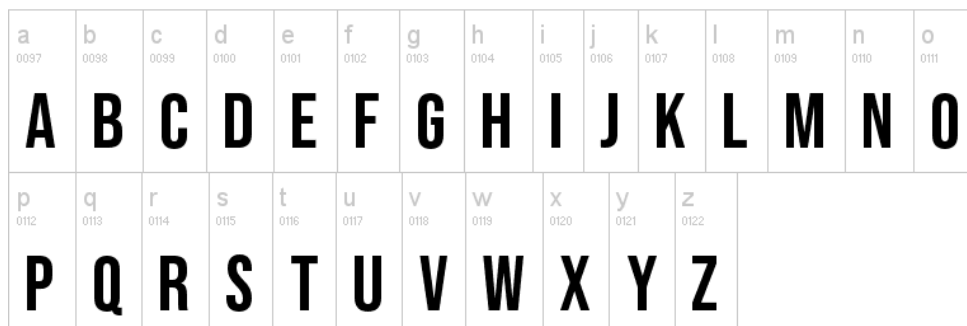 a b c d e f g h i j k l m n o
0097 0098 0099 0100 0101 0102 0103 0104 0105 0106 0107 0108 0109 0110 0111
A B C D E F G H I J K L M N O
p q r s t u v w x y z
0112 0113 0114 0115 0116 0117 0118 0119 0120 0121 0122
P Q R S T U V W X Y Z